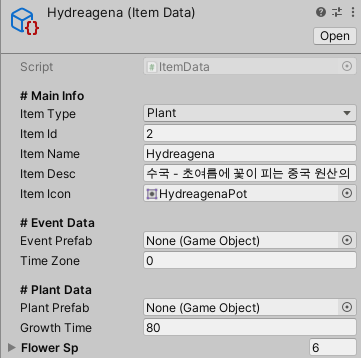 Hydreagena (Item Data)
Open
Script ItemData
# Main Info
Item Type Plant
Item Id 2
Item Name Hydreagena
Item Desc 수국 - 초여름에 꽃이 피는 중국 원산의
Item Icon HydreagenaPot
# Event Data
Event Prefab None (Game Object)
Time Zone 0
# Plant Data
Plant Prefab None (Game Object)
Growth Time 80
Flower Sp 6